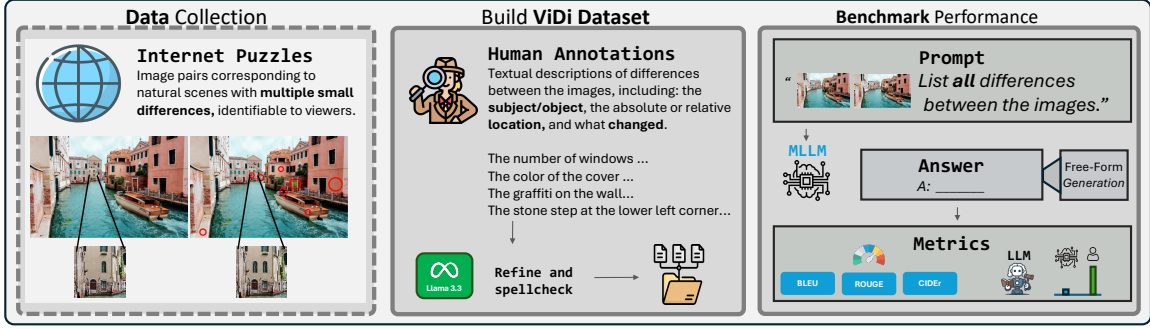 Data Collection
Internet Puzzles
Image pairs corresponding to
natural scenes with multiple small
differences, identifiable to viewers.
Build ViDi Dataset
Human Annotations
Textual descriptions of differences
between the images, including: the
subject/object, the absolute or relative
location, and what changed.
The number of windows ...
The color of the cover ...
The graffiti on the wall...
The stone step at the lower left corner...
Llama 3.3
Refine and
spellcheck
Benchmark Performance
Prompt
“ List all differences
between the images.”
MLLM
Answer
A: ______
Free-Form
Generation
Metrics
BLEU
ROUGE
CIDEr
LLM